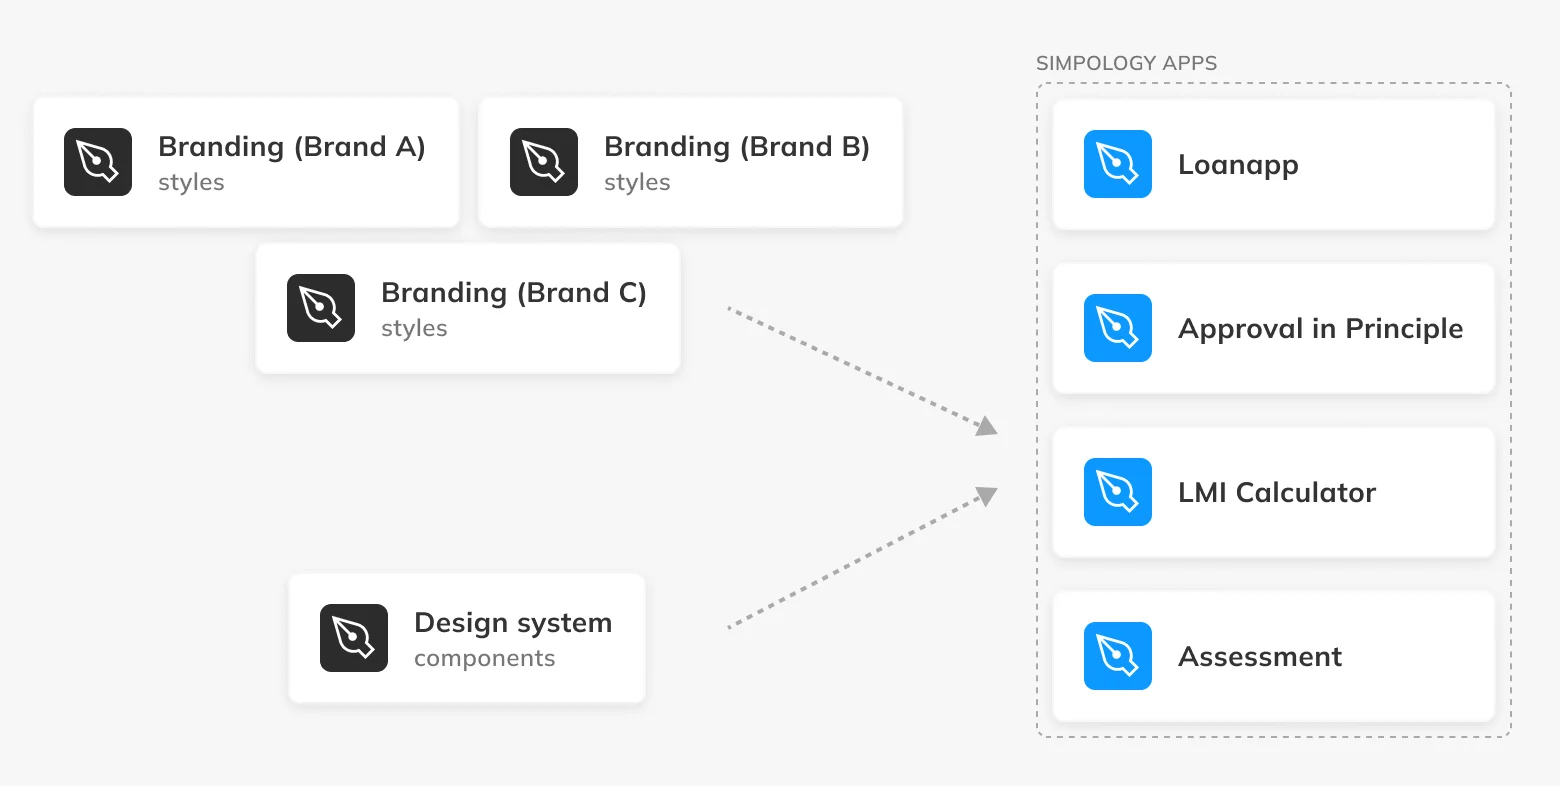 SIMPOLOGY APPS
Branding (Brand A)
styles
Branding (Brand B)
styles
Branding (Brand C)
styles
Design system
components
Loanapp
Approval in Principle
LMI Calculator
Assessment